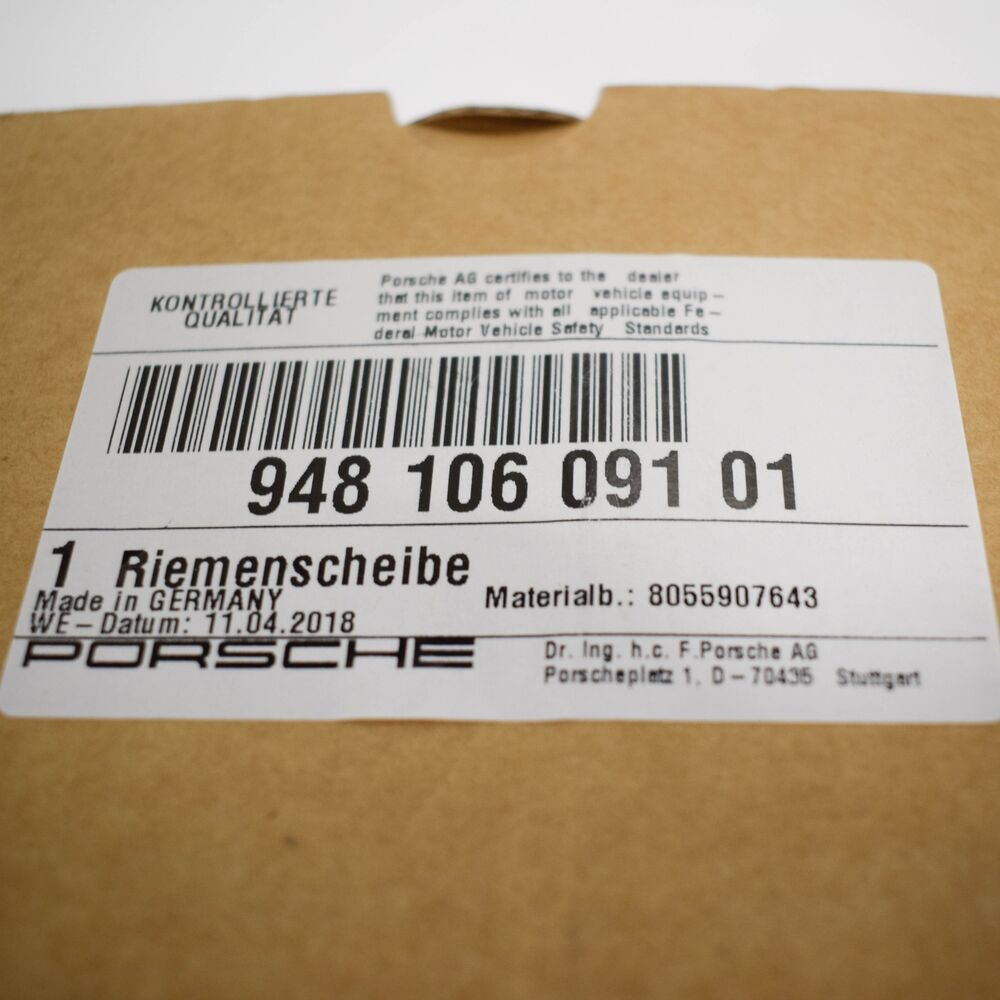 KONTROLLIERTE
QUALITÄT
Porsche AG certifies to the dealer
that this item of motor vehicle equip-
ment complies with all applicable Fe-
deral Motor Vehicle Safety Standards
948 106 091 01
1 Riemenscheibe
Made in GERMANY
WE-Datum: 11.04.2018
Materialb.: 8055907643
PORSCHE
Dr. Ing. h.c. F.Porsche AG
Porscheplatz 1, D-70435 Stuttgart